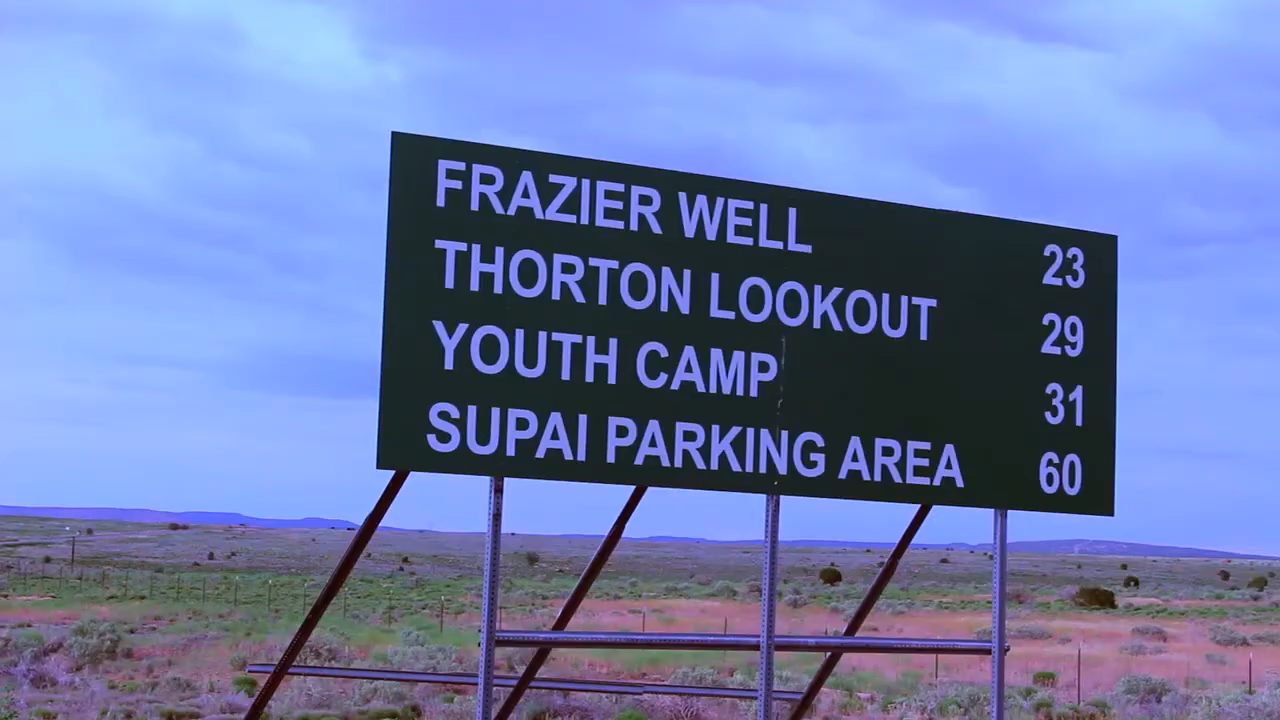 FRAZIER WELL 23
THORTON LOOKOUT 29
YOUTH CAMP 31
SUPAI PARKING AREA 60